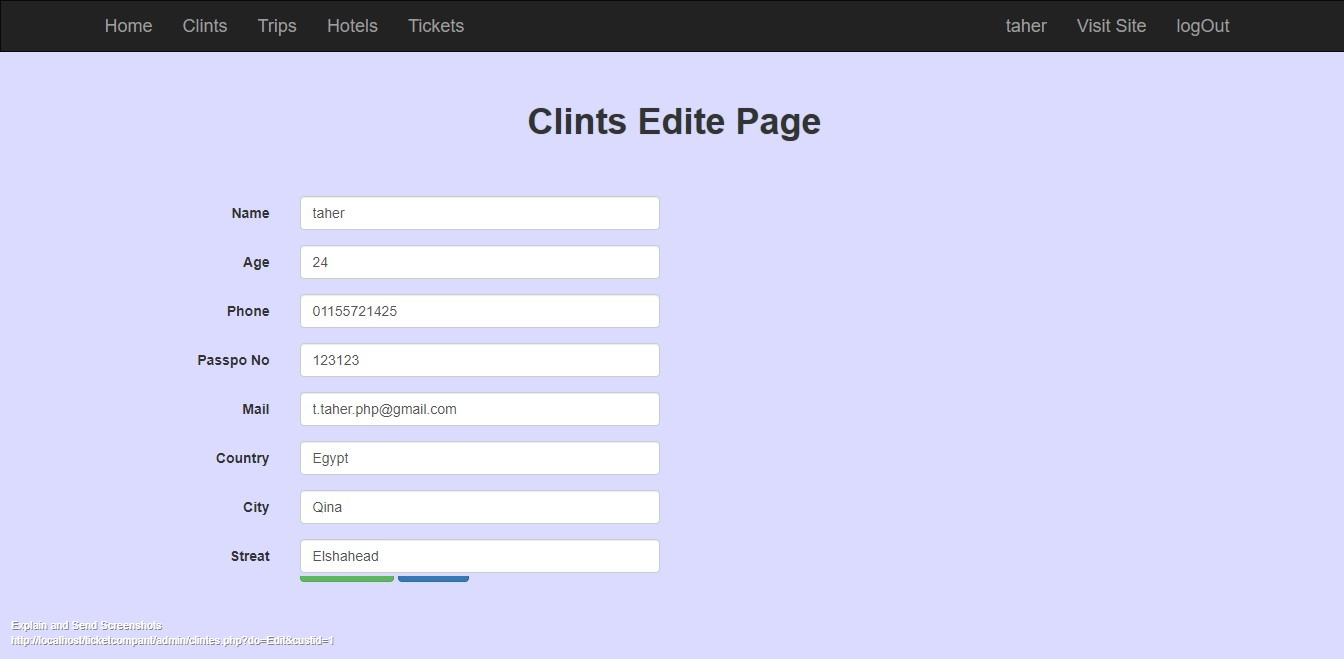 Home Clints Trips Hotels Tickets taher Visit Site logOut
Clints Edite Page
Name taher
Age 24
Phone 01155721425
Passpo No 123123
Mail t.taher.php@gmail.com
Country Egypt
City Qina
Streat Elshahead
Explain and Send Screenshots
http://localhost/ticketcompant/admin/clintes.php?do=Edit&custid=1